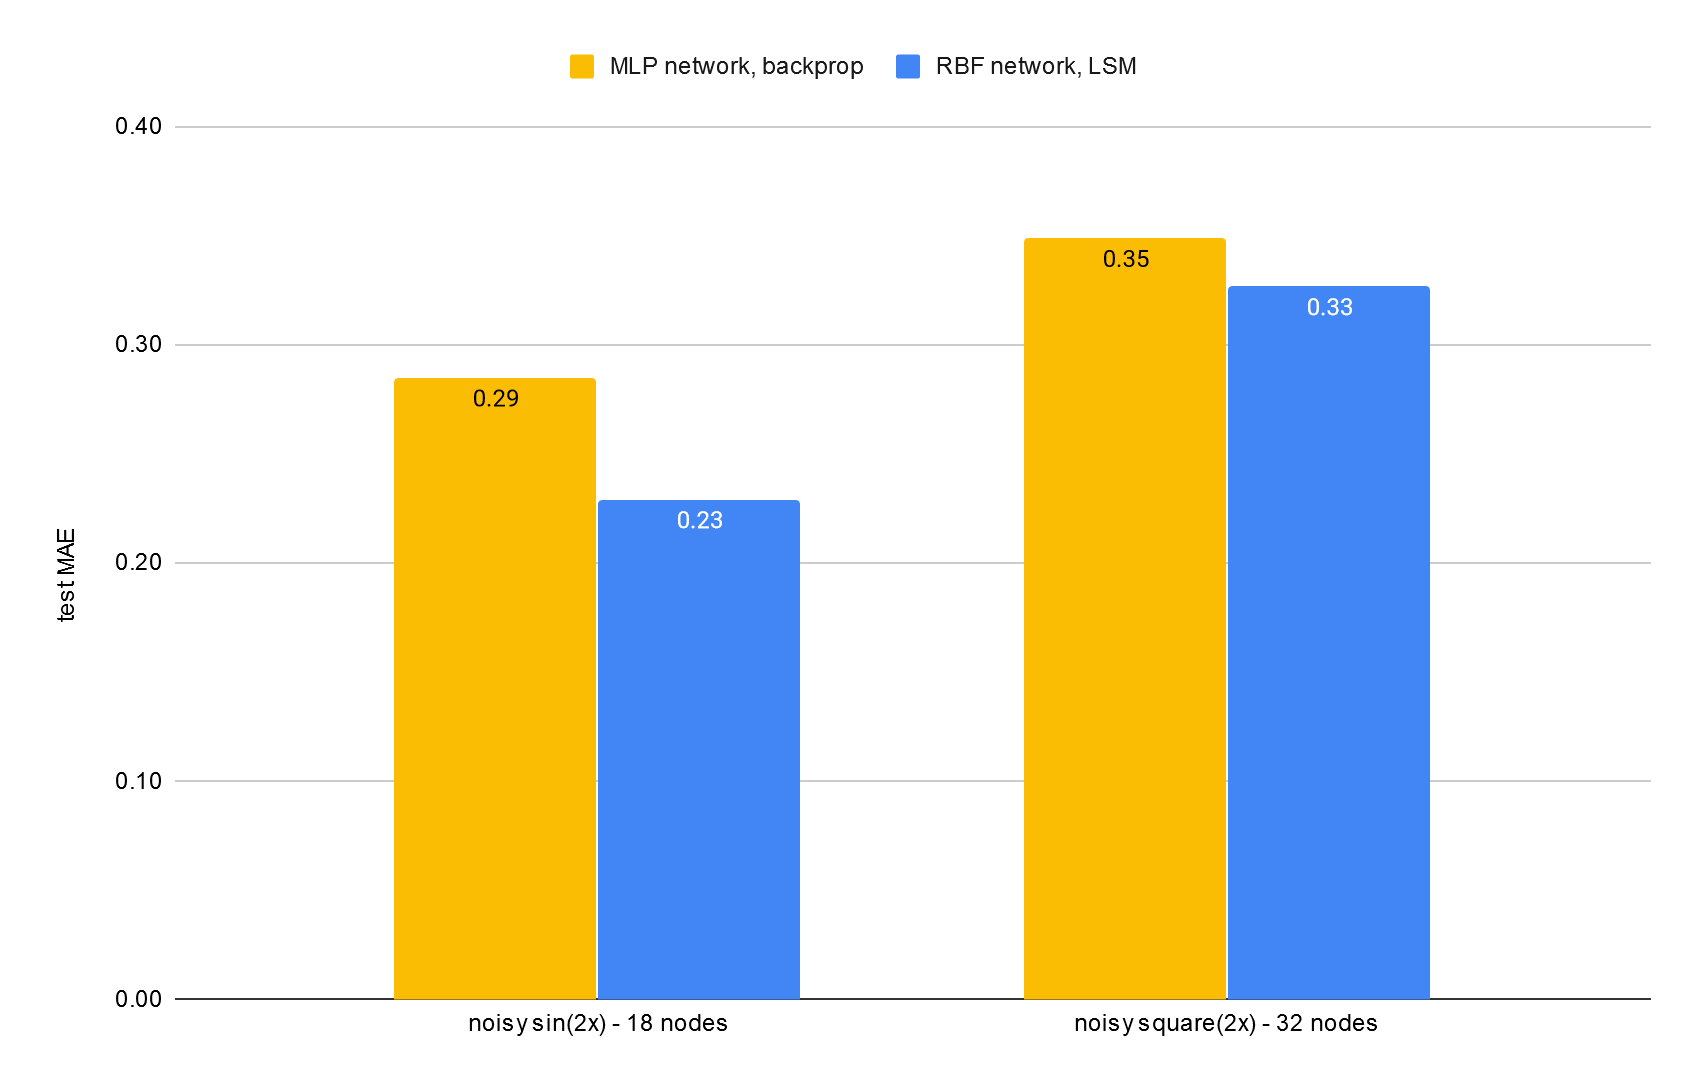 MLP network, backprop
RBF network, LSM
0.40
0.30
0.20
0.10
0.00
test MAE
0.29
0.23
0.35
0.33
noisy sin(2x) - 18 nodes
noisy square(2x) - 32 nodes